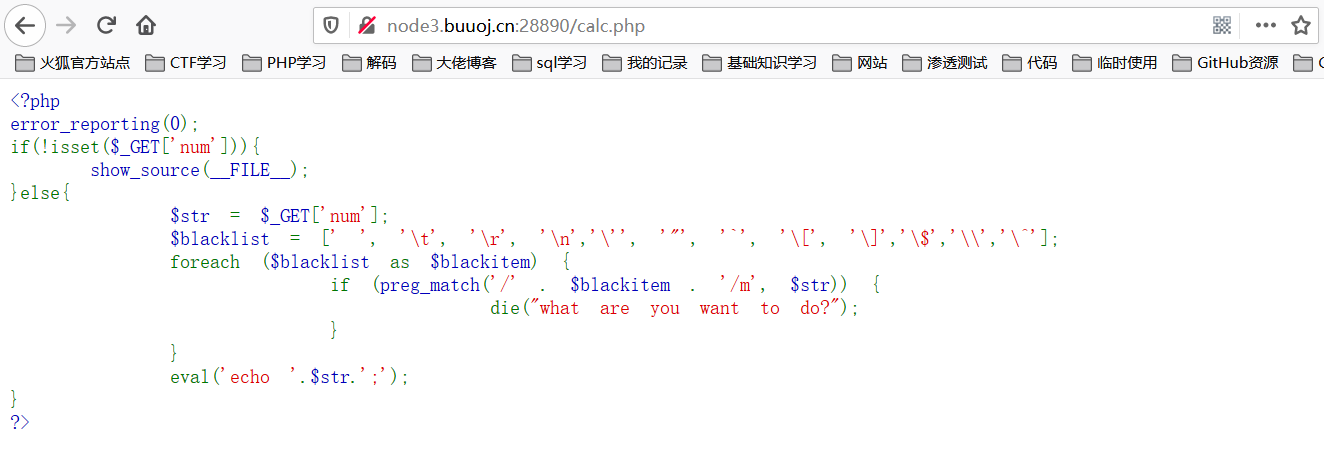 node3.buuoj.cn:28890/calc.php
火狐官方站点 CTF学习 PHP学习 解码 大佬博客 sql学习 我的记录 基础知识学习 网站 渗透测试 代码 临时使用 GitHub资源
<?php
error_reporting(0);
if(!isset($_GET['num'])){
show_source(__FILE__);
}else{
$str = $_GET['num'];
$blacklist = [' ', '\t', '\r', '\n','\'', '"', '`', '\[', '\]','\$','\\','\^'];
foreach ($blacklist as $blackitem) {
if (preg_match('/' . $blackitem . '/m', $str)) {
die("what are you want to do?");
}
}
eval('echo '.$str.';');
}
?>